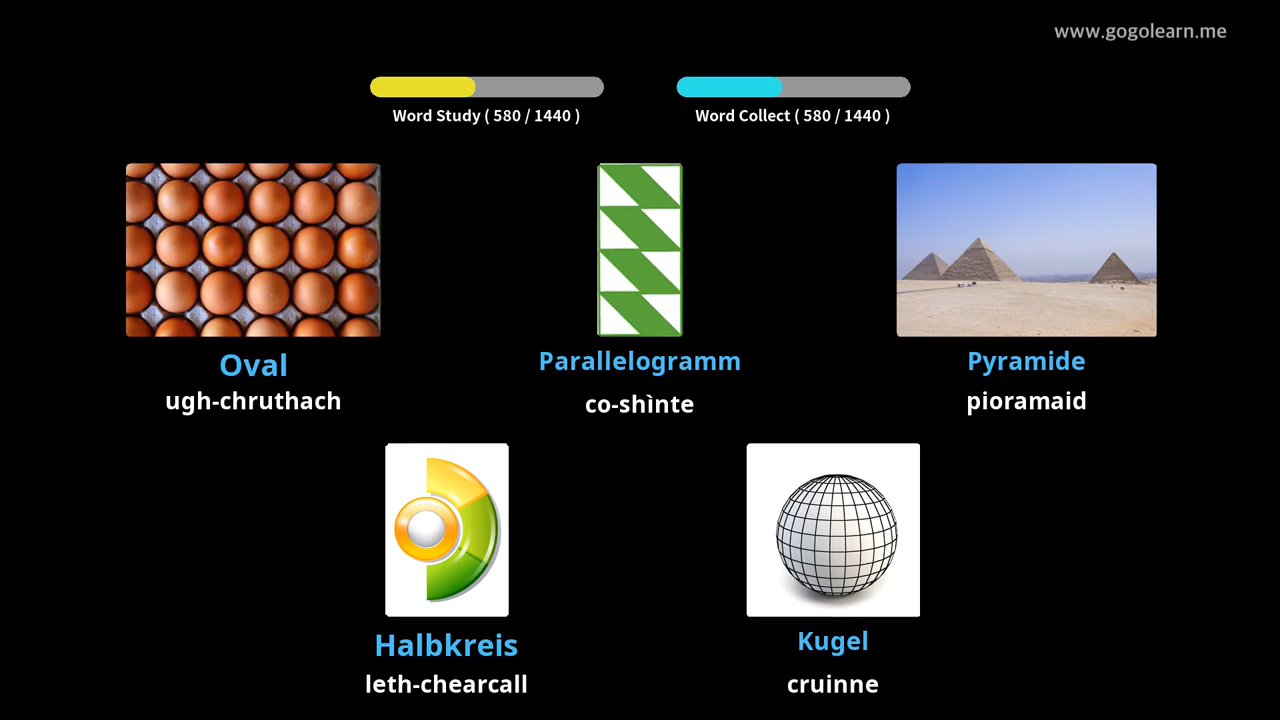 www.gogolearn.me
Word Study ( 580 / 1440 )
Word Collect ( 580 / 1440 )
Oval
ugh-chruthach
Parallelogramm
co-shìnte
Pyramide
pioramaid
Halbkreis
leth-chearcall
Kugel
cruinne